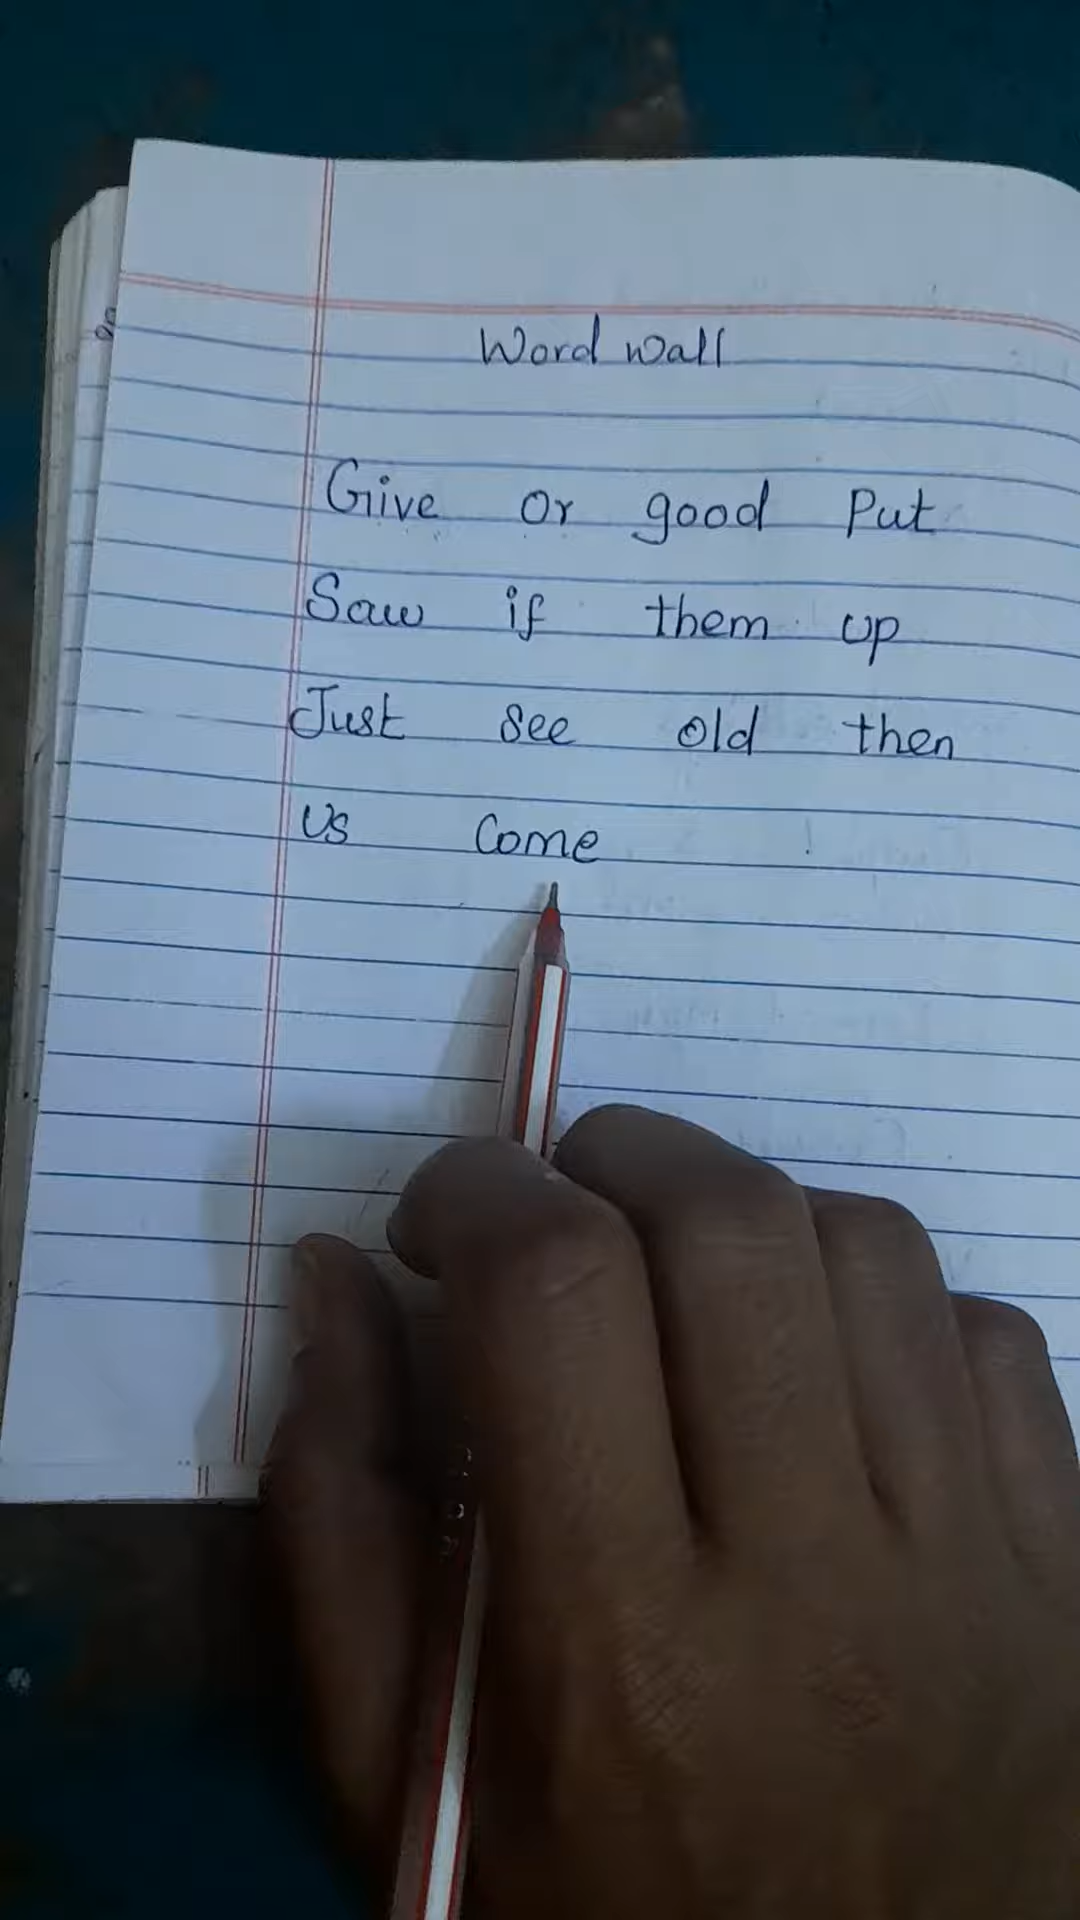 Word wall
Give or good Put
Saw if them up
Just see old then
Us Come